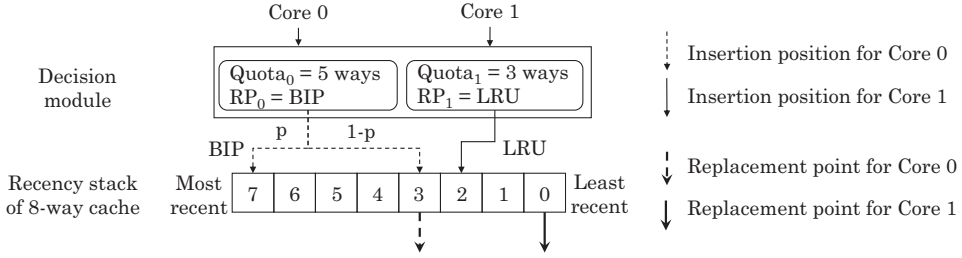 Core 0
Core 1
Decision
module
Quota0 = 5 ways
RP0 = BIP
Quota1 = 3 ways
RP1 = LRU
p
1-p
BIP
LRU
Recency stack
of 8-way cache
Most
recent
7 6 5 4 3 2 1 0
Least
recent
Insertion position for Core 0
Insertion position for Core 1
Replacement point for Core 0
Replacement point for Core 1